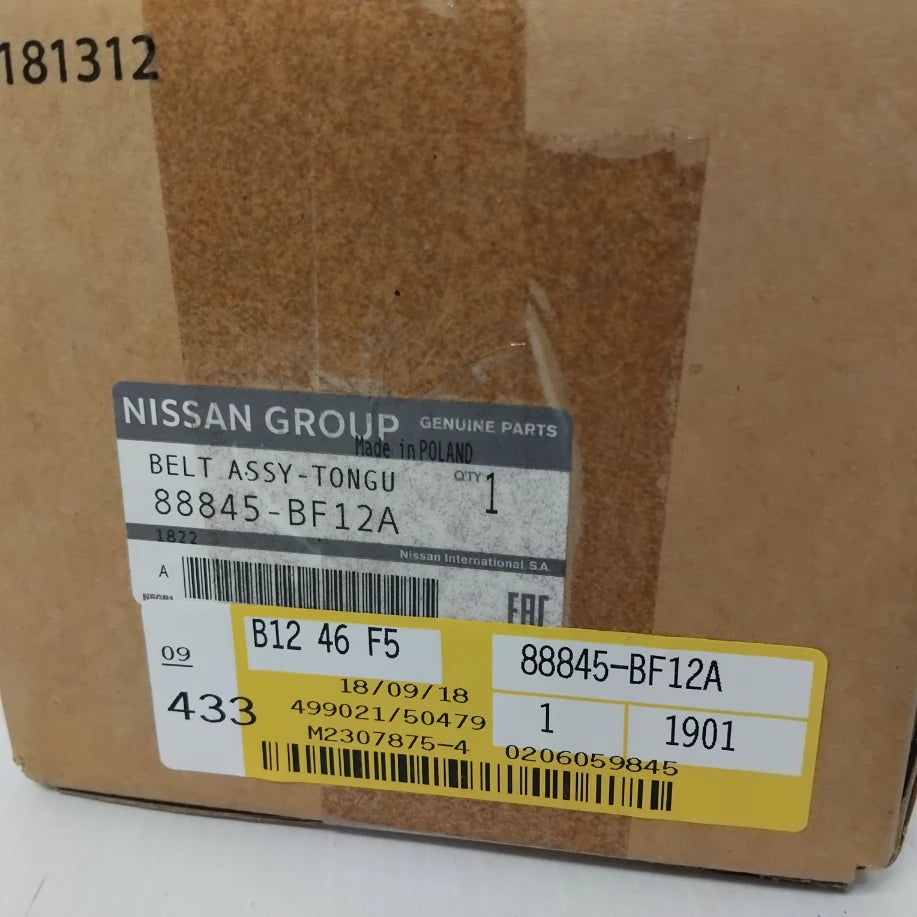 181312
NISSAN GROUP GENUINE PARTS
Made in POLAND
BELT ASSY-TONGU
Q'TY 1
88845-BF12A
1822
Nissan International S.A.
A
EAC
B12 46 F5
88845-BF12A
09
18/09/18
433
499021/50479
1
1901
M2307875-4
0206059845